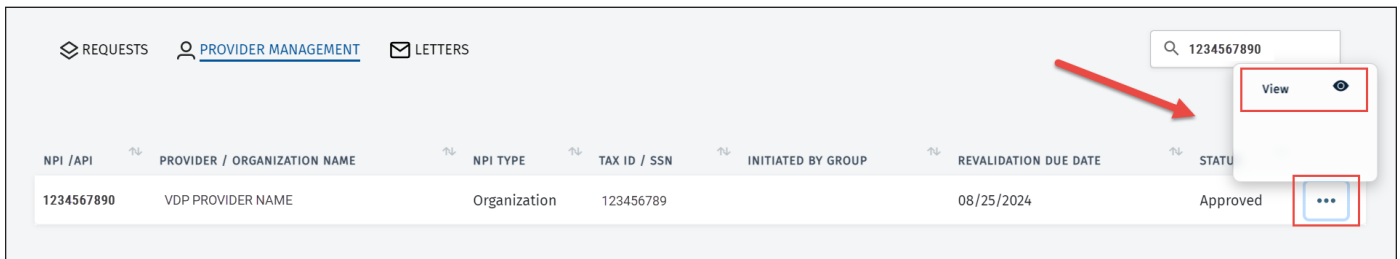 REQUESTS PROVIDER MANAGEMENT LETTERS 1234567890
View
NPI /API PROVIDER / ORGANIZATION NAME NPI TYPE TAX ID / SSN INITIATED BY GROUP REVALIDATION DUE DATE STATU
1234567890 VDP PROVIDER NAME Organization 123456789 08/25/2024 Approved